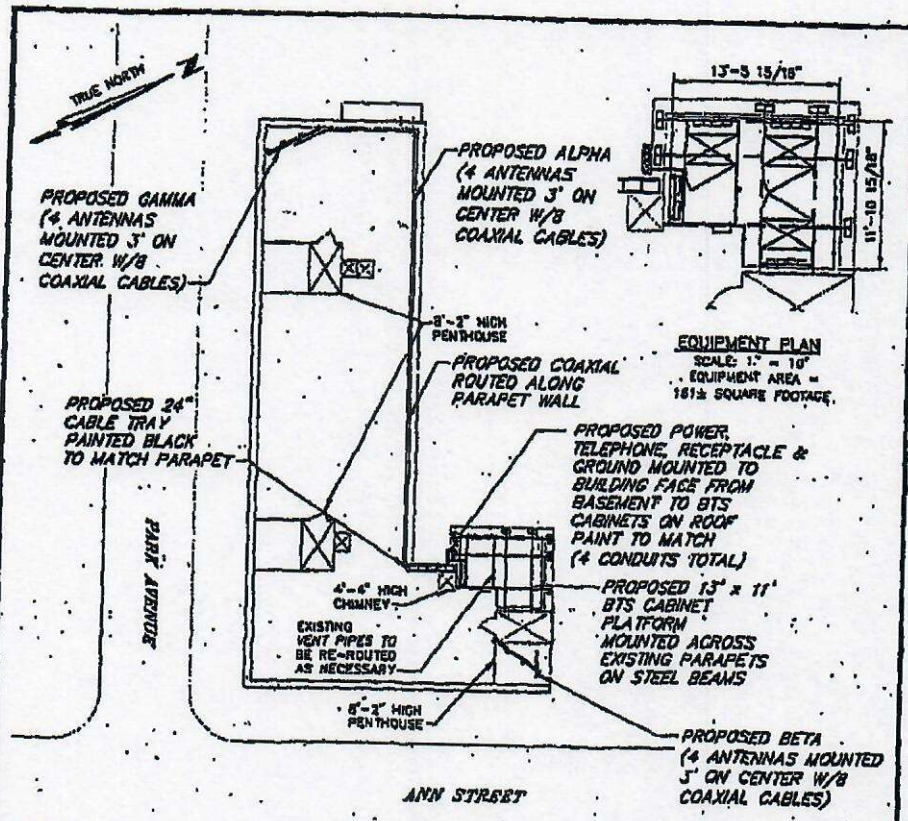 TRUE NORTH
PROPOSED GAMMA
(4 ANTENNAS
MOUNTED 3' ON
CENTER W/8
COAXIAL CABLES)
PROPOSED ALPHA
(4 ANTENNAS
MOUNTED 3' ON
CENTER W/8
COAXIAL CABLES)
13'-5 15/16"
11'-10 15/16"
EQUIPMENT PLAN
SCALE: 1" = 10'
EQUIPMENT AREA =
161± SQUARE FOOTAGE
8'-2" HIGH
PENTHOUSE
PROPOSED COAXIAL
ROUTED ALONG
PARAPET WALL
PROPOSED 24"
CABLE TRAY
PAINTED BLACK
TO MATCH PARAPET
PROPOSED POWER,
TELEPHONE, RECEPTACLE &
GROUND MOUNTED TO
BUILDING FACE FROM
BASEMENT TO BTS
CABINETS ON ROOF
PAINT TO MATCH
(4 CONDUITS TOTAL)
PARK AVENUE
4'-4" HIGH
CHIMNEY
EXISTING
VENT PIPES TO
BE RE-ROUTED
AS NECESSARY
PROPOSED 13' x 11'
BTS CABINET
PLATFORM
MOUNTED ACROSS
EXISTING PARAPETS
ON STEEL BEAMS
8'-2" HIGH
PENTHOUSE
PROPOSED BETA
(4 ANTENNAS MOUNTED
3' ON CENTER W/8
COAXIAL CABLES)
ANN STREET